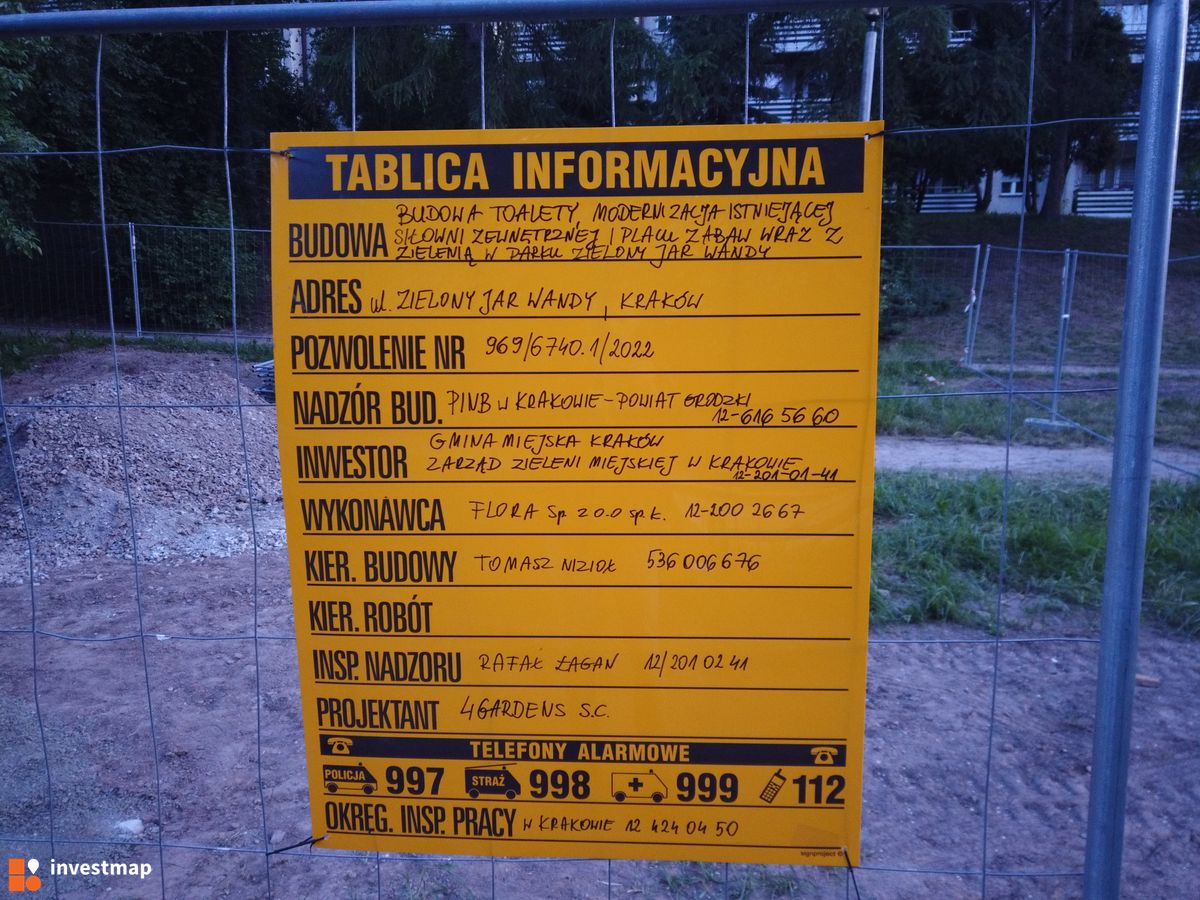 TABLICA INFORMACYJNA
BUDOWA BUDOWA TOALETY, MODERNIZACJA ISTNIEJĄCEJ
SIŁOWNI ZEWNĘTRZNEJ I PLACU ZABAW WRAZ Z
ZIELENIĄ W PARKU ZIELONY JAR WANDY
ADRES ul. ZIELONY JAR WANDY, KRAKÓW
POZWOLENIE NR 969/6740.1/2022
NADZÓR BUD. PINB W KRAKOWIE-POWIAT GRODZKI
12-616 56 60
INWESTOR GMINA MIEJSKA KRAKÓW
ZARZĄD ZIELENI MIEJSKIEJ W KRAKOWIE
12-201-01-41
WYKONAWCA FLORA Sp. z o.o sp. k. 12-200 2667
KIER. BUDOWY TOMASZ NIZIOŁ 536 006 676
KIER. ROBÓT
INSP. NADZORU RAFAŁ ŁAGAN 12/201 02 41
PROJEKTANT 4GARDENS S.C.
TELEFONY ALARMOWE
POLICJA 997 STRAŻ 998 999 112
OKRĘG. INSP. PRACY W KRAKOWIE 12 424 04 50
signproject ©
investmap